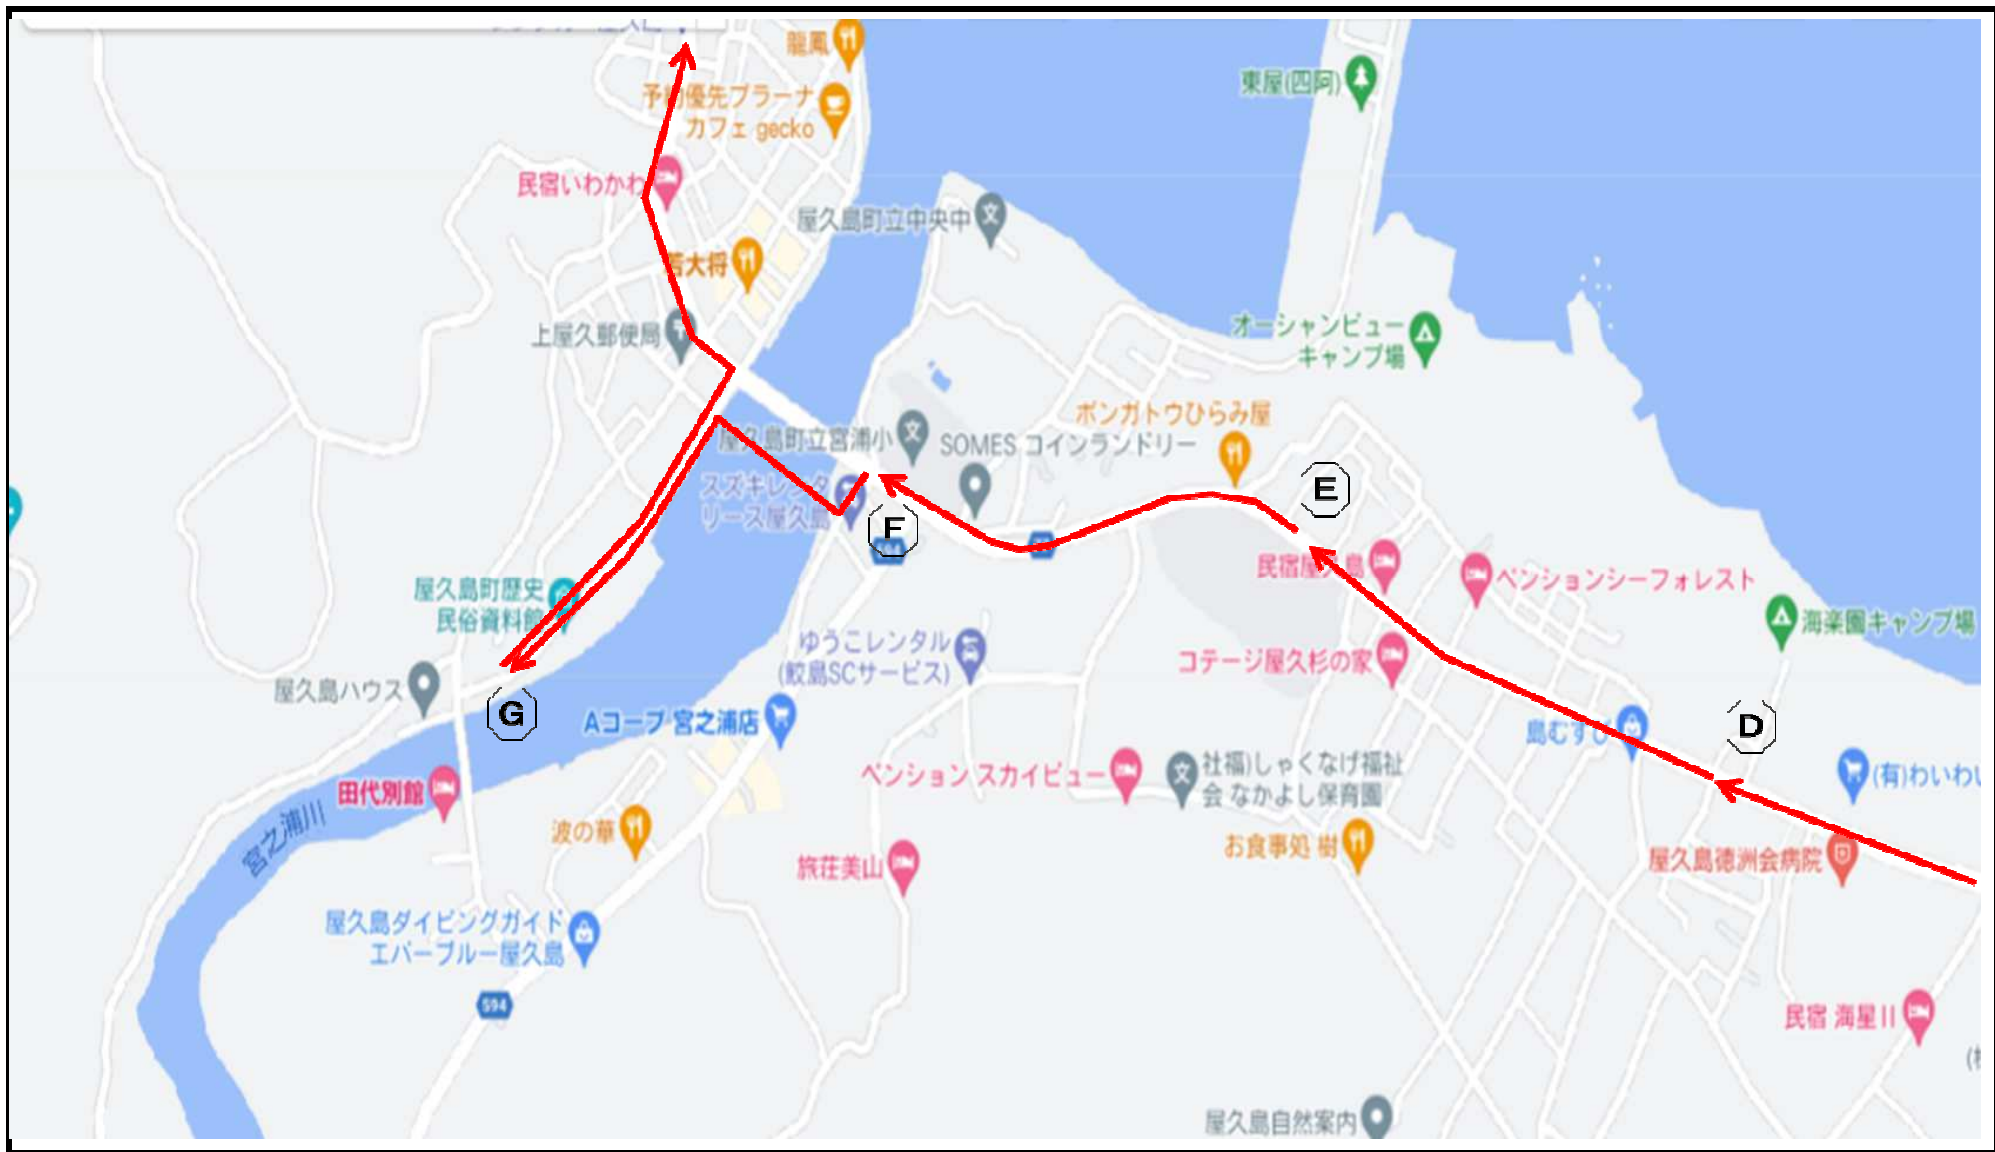 龍鳳
東屋(四阿)
予約優先ブラーナ
カフェ gecko
民宿いわかわ
屋久島町立中央中
若大将
上屋久郵便局
オーシャンビュー
キャンプ場
ポンガトウひらみ屋
屋久島町立宮浦小
SOMES コインランドリー
スズキレンタ
リース屋久島
E
F
民宿屋久島
ペンションシーフォレスト
屋久島町歴史
民俗資料館
海楽園キャンプ場
ゆうこレンタル
(鮫島SCサービス)
コテージ屋久杉の家
屋久島ハウス
G
Aコープ 宮之浦店
島むすび
D
田代別館
ペンション スカイビュー
社福)しゃくなげ福祉
会 なかよし保育園
(有)わいわい
宮之浦川
波の華
旅荘美山
お食事処 樹
屋久島徳洲会病院
屋久島ダイビングガイド
エバーブルー屋久島
594
民宿 海星II
屋久島自然案内